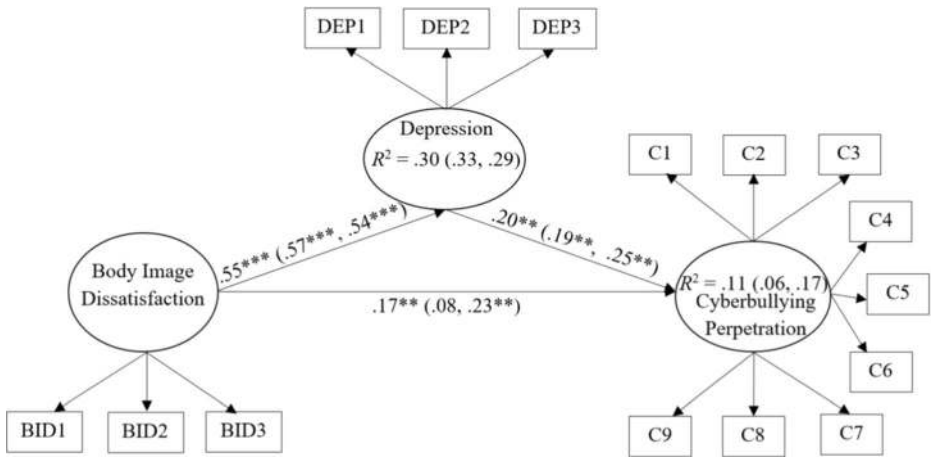 DEP1
DEP2
DEP3
Depression
R² = .30 (.33, .29)
C1
C2
C3
.55*** (.57***, .54***)
.20** (.19**, .25**)
C4
Body Image
Dissatisfaction
R² = .11 (.06, .17)
Cyberbullying
Perpetration
C5
.17** (.08, .23**)
C6
BID1
BID2
BID3
C9
C8
C7